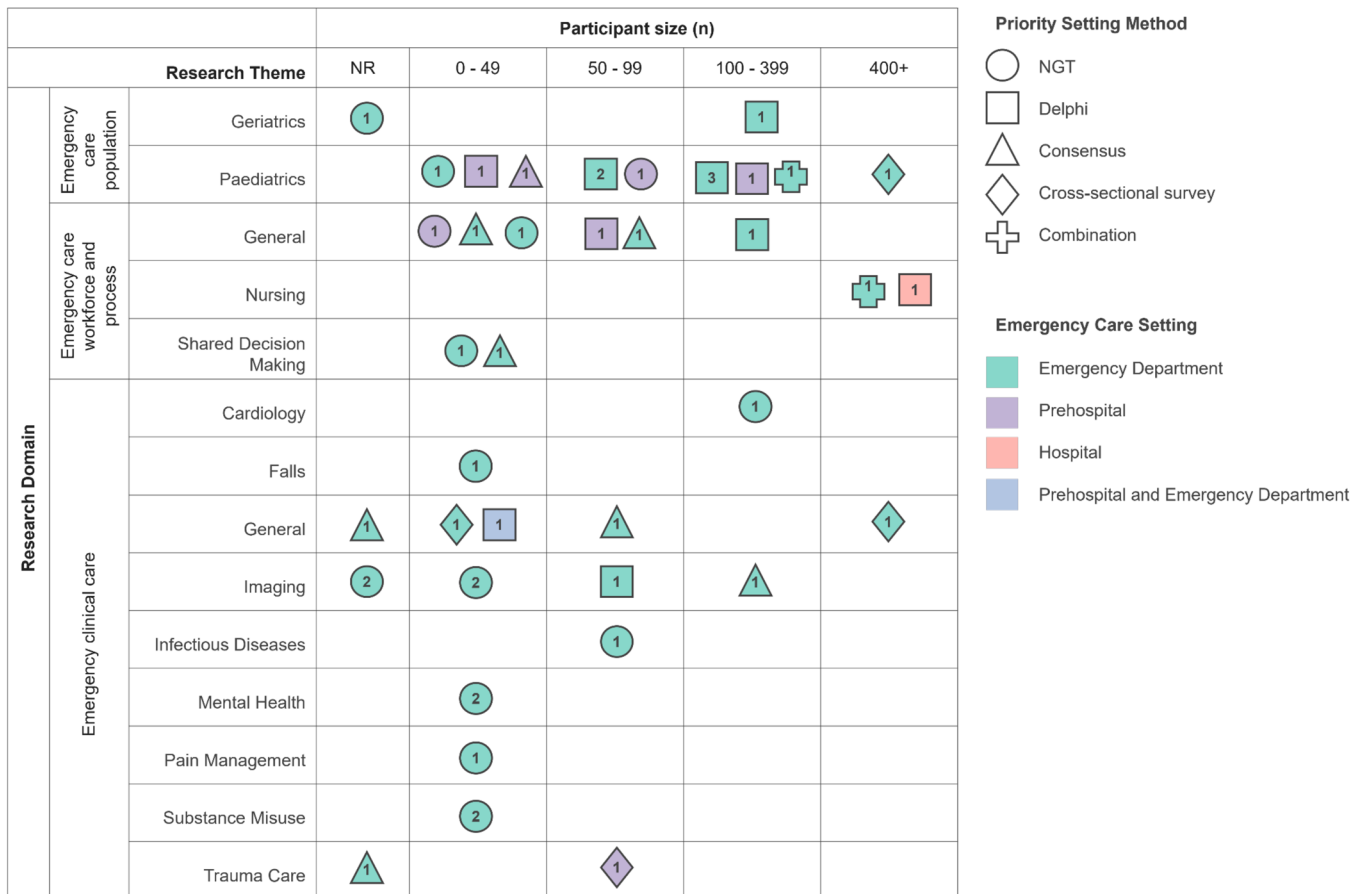 Participant size (n)
Research Theme NR 0 - 49 50 - 99 100 - 399 400+
Research Domain
Emergency care
population
Geriatrics 1 1
Paediatrics 1 1 1 2 1 3 1 1 1
Emergency care
workforce and
process
General 1 1 1 1 1 1
Nursing 1 1
Shared Decision
Making 1 1
Emergency clinical care
Cardiology 1
Falls 1
General 1 1 1 1 1
Imaging 2 2 1 1
Infectious Diseases 1
Mental Health 2
Pain Management 1
Substance Misuse 2
Trauma Care 1 1
Priority Setting Method
NGT
Delphi
Consensus
Cross-sectional survey
Combination
Emergency Care Setting
Emergency Department
Prehospital
Hospital
Prehospital and Emergency Department